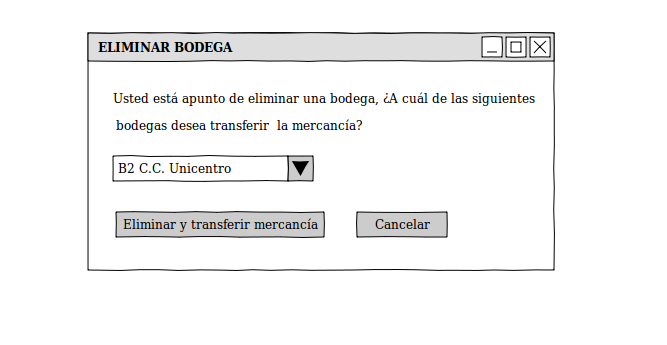 ELIMINAR BODEGA
Usted está apunto de eliminar una bodega, ¿A cuál de las siguientes
bodegas desea transferir  la mercancía?
B2 C.C. Unicentro
Eliminar y transferir mercancía
Cancelar